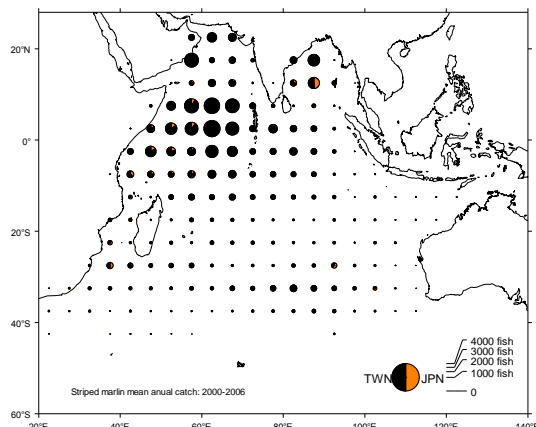 20°N
0°
20°S
40°S
60°S
4000 fish
3000 fish
2000 fish
1000 fish
TWN JPN
0
Striped marlin mean anual catch: 2000-2006
20°E 40°E 60°E 80°E 100°E 120°E 140°E